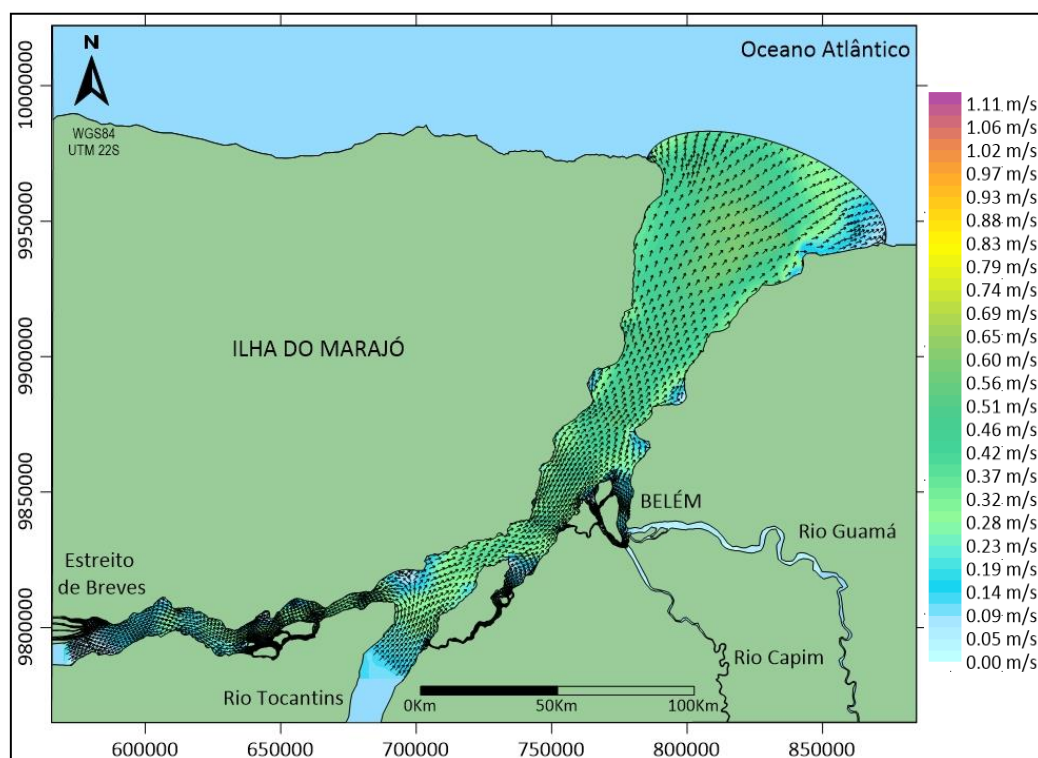 Oceano Atlântico
N
WGS84
UTM 22S
10000000
9950000
9900000
9850000
9800000
ILHA DO MARAJÓ
BELÉM
Rio Guamá
Estreito
de Breves
Rio Capim
Rio Tocantins
0Km
50Km
100Km
600000
650000
700000
750000
800000
850000
1.11 m/s
1.06 m/s
1.02 m/s
0.97 m/s
0.93 m/s
0.88 m/s
0.83 m/s
0.79 m/s
0.74 m/s
0.69 m/s
0.65 m/s
0.60 m/s
0.56 m/s
0.51 m/s
0.46 m/s
0.42 m/s
0.37 m/s
0.32 m/s
0.28 m/s
0.23 m/s
0.19 m/s
0.14 m/s
0.09 m/s
0.05 m/s
0.00 m/s